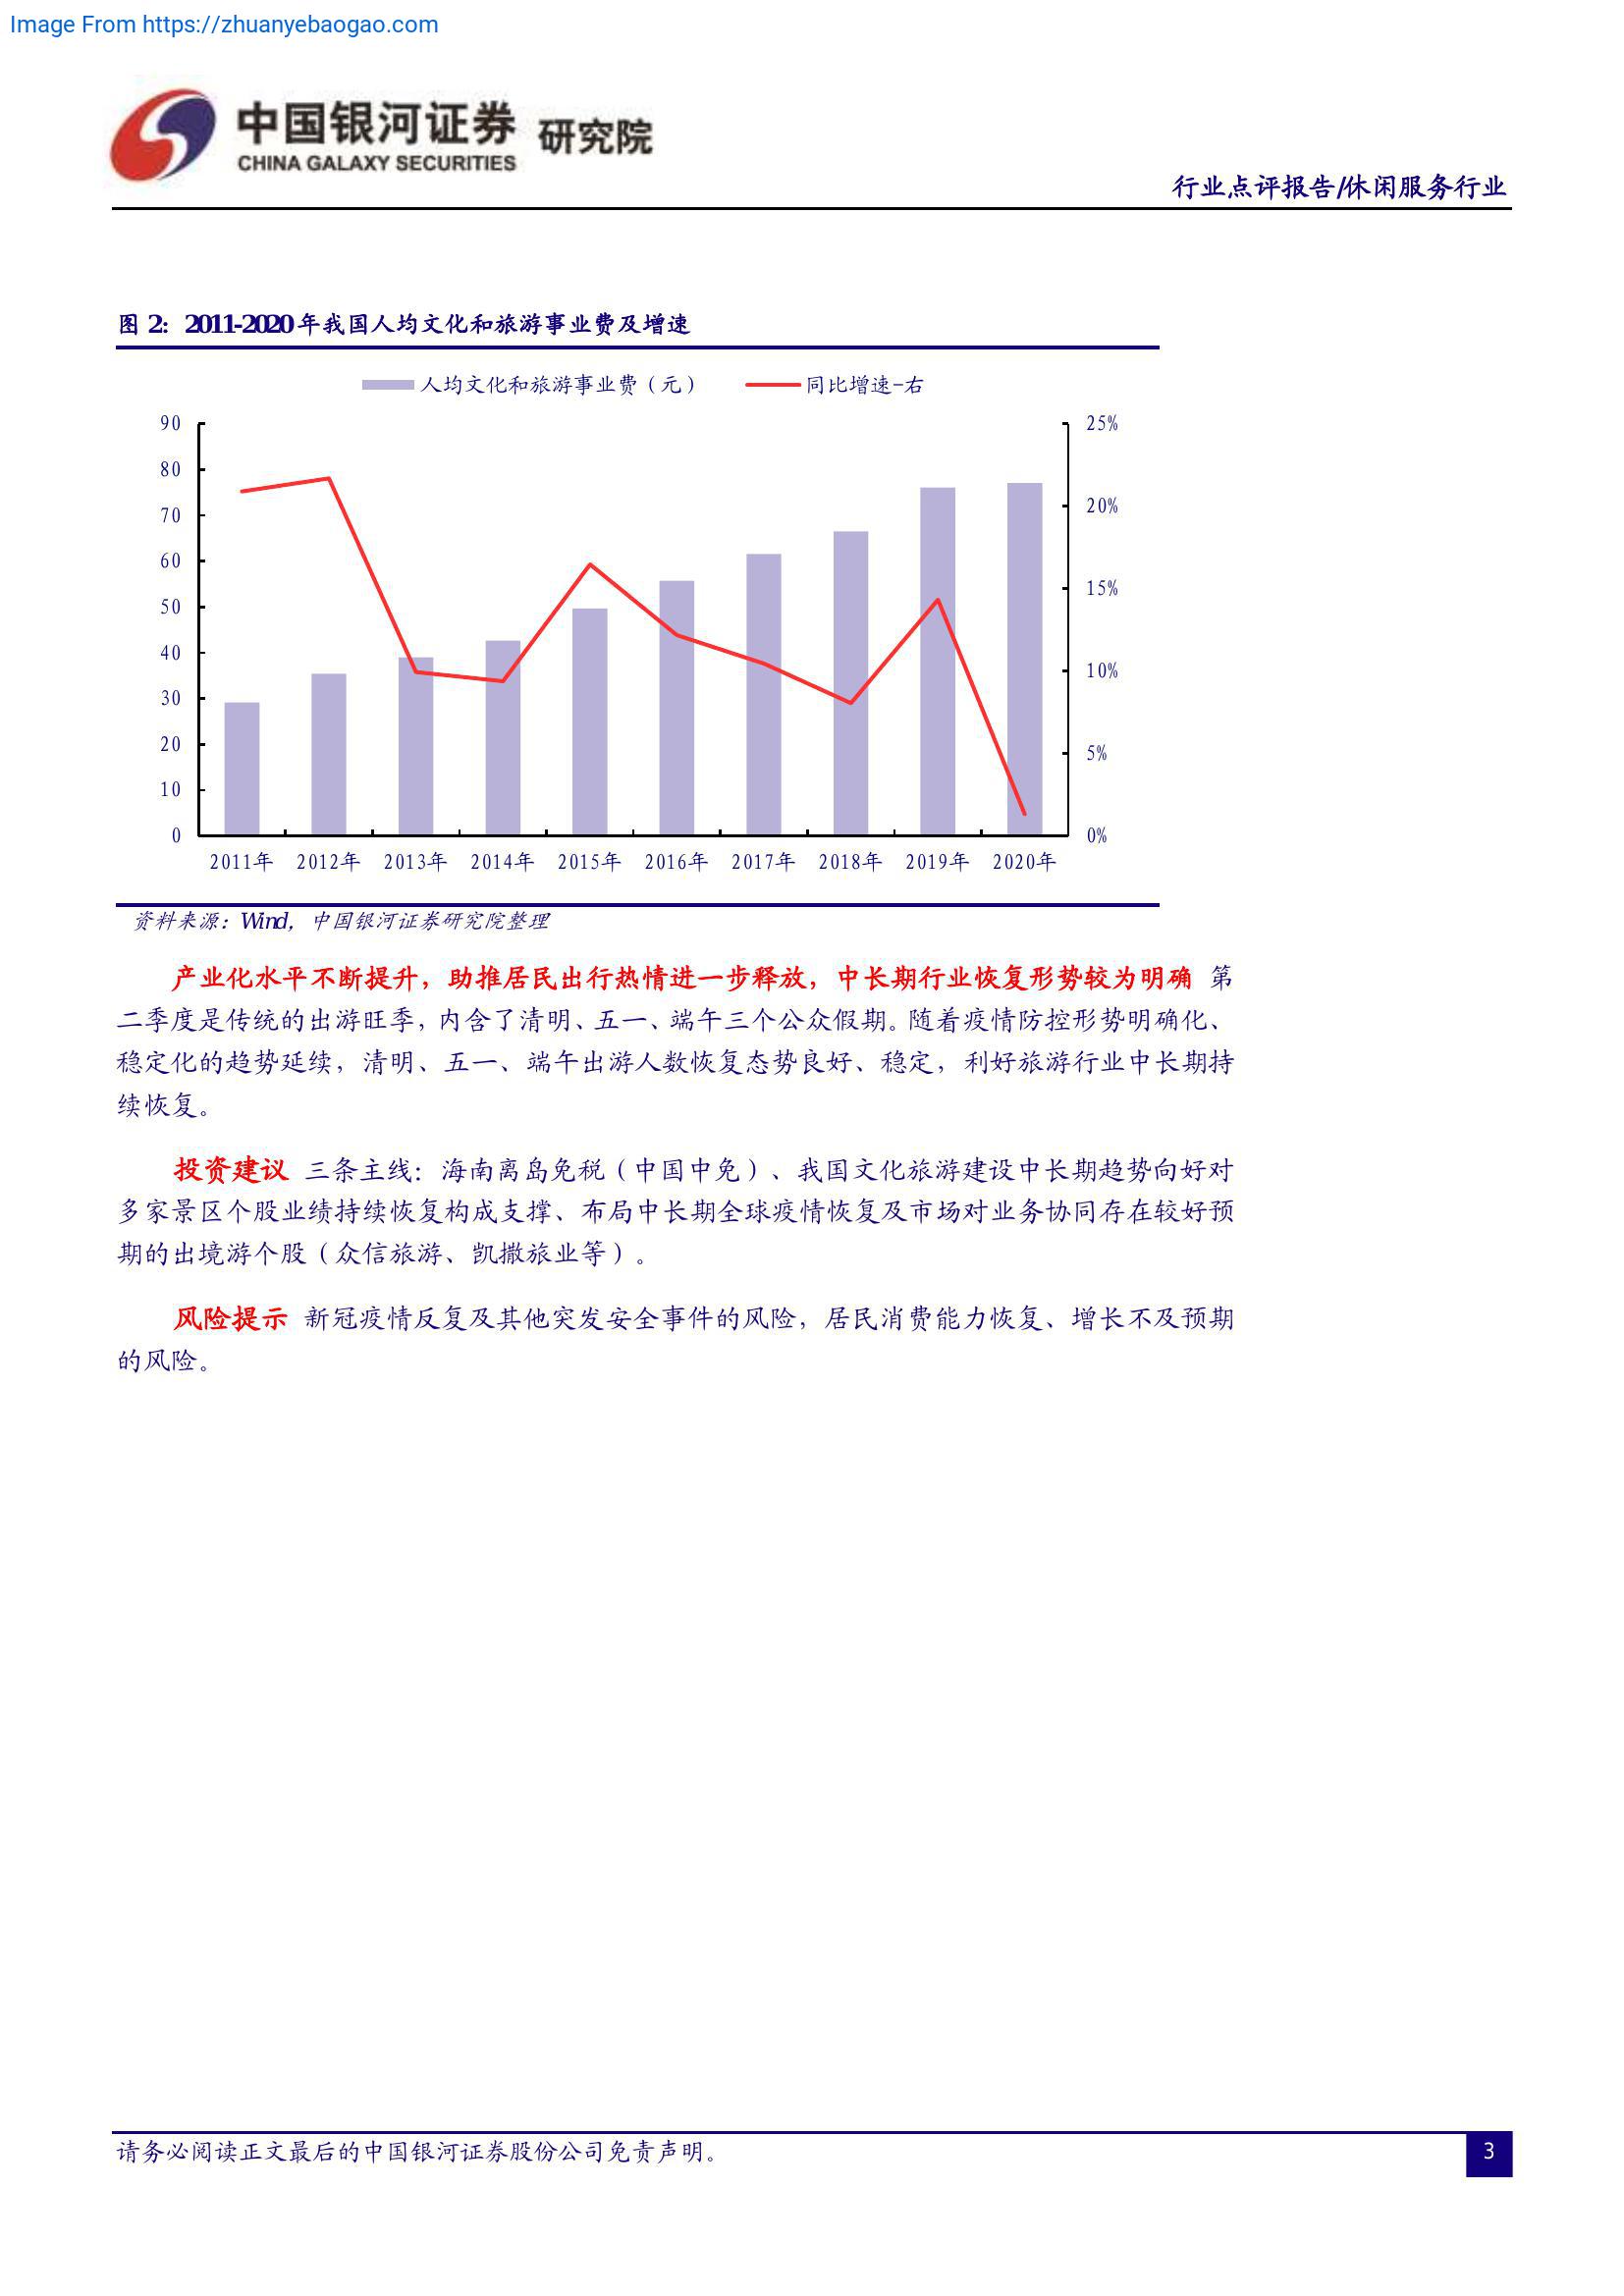 Image From https://zhuanyebaogao.com
中国银河证券 研究院
CHINA GALAXY SECURITIES
行业点评报告/休闲服务行业
图 2：2011-2020 年我国人均文化和旅游事业费及增速
人均文化和旅游事业费（元） 同比增速-右
90 25%
80
70 20%
60
50 15%
40 10%
30
20 5%
10
0 0%
2011年 2012年 2013年 2014年 2015年 2016年 2017年 2018年 2019年 2020年
资料来源：Wind，中国银河证券研究院整理
产业化水平不断提升，助推居民出行热情进一步释放，中长期行业恢复形势较为明确 第
二季度是传统的出游旺季，内含了清明、五一、端午三个公众假期。随着疫情防控形势明确化、
稳定化的趋势延续，清明、五一、端午出游人数恢复态势良好、稳定，利好旅游行业中长期持
续恢复。
投资建议 三条主线：海南离岛免税（中国中免）、我国文化旅游建设中长期趋势向好对
多家景区个股业绩持续恢复构成支撑、布局中长期全球疫情恢复及市场对业务协同存在较好预
期的出境游个股（众信旅游、凯撒旅业等）。
风险提示 新冠疫情反复及其他突发安全事件的风险，居民消费能力恢复、增长不及预期
的风险。
请务必阅读正文最后的中国银河证券股份公司免责声明。
3